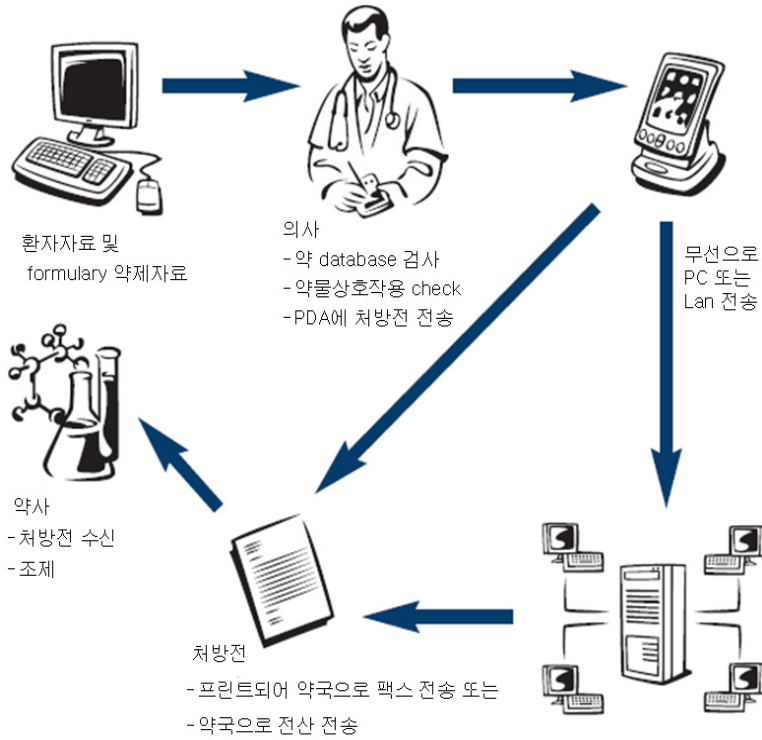 환자자료 및
formulary 약제자료
의사
-약 database 검사
-약물상호작용 check
-PDA에 처방전 전송
무선으로
PC 또는
Lan 전송
약사
-처방전 수신
-조제
처방전
-프린트되어 약국으로 팩스 전송 또는
-약국으로 전산 전송